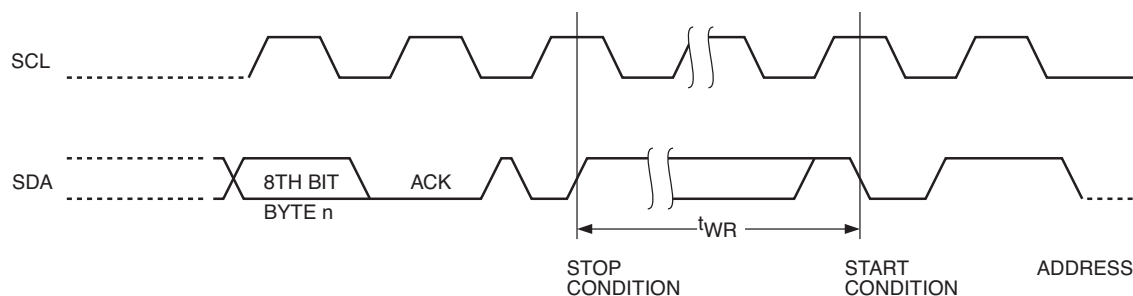 SCL
SDA
8TH BIT
ACK
BYTE n
tWR
STOP
CONDITION
START
CONDITION
ADDRESS